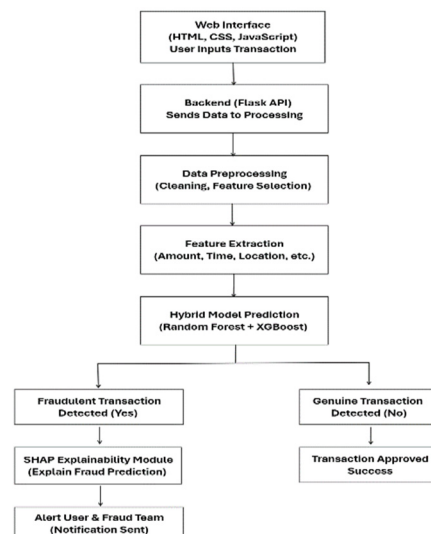 Web Interface
(HTML, CSS, JavaScript)
User Inputs Transaction
Backend (Flask API)
Sends Data to Processing
Data Preprocessing
(Cleaning, Feature Selection)
Feature Extraction
(Amount, Time, Location, etc.)
Hybrid Model Prediction
(Random Forest + XGBoost)
Fraudulent Transaction
Detected (Yes)
Genuine Transaction
Detected (No)
SHAP Explainability Module
(Explain Fraud Prediction)
Transaction Approved
Success
Alert User & Fraud Team
(Notification Sent)